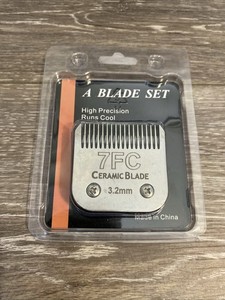 A BLADE SET
High Precision
Runs Cool
7FC
CERAMIC BLADE
3.2mm
Made in China